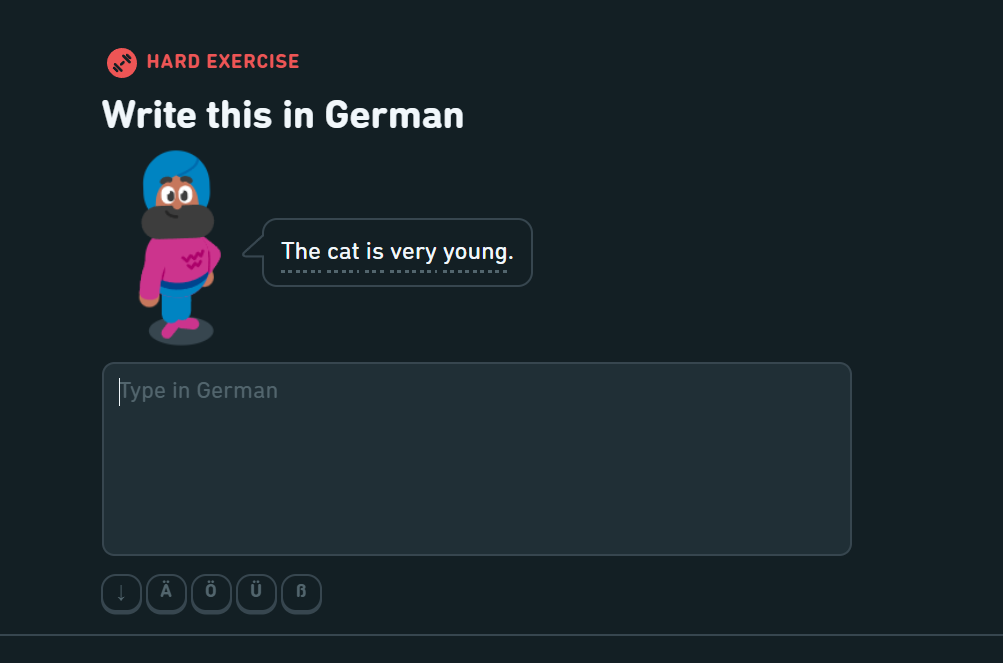 HARD EXERCISE
Write this in German
The cat is very young.
Type in German
↓ Ä Ö Ü ß